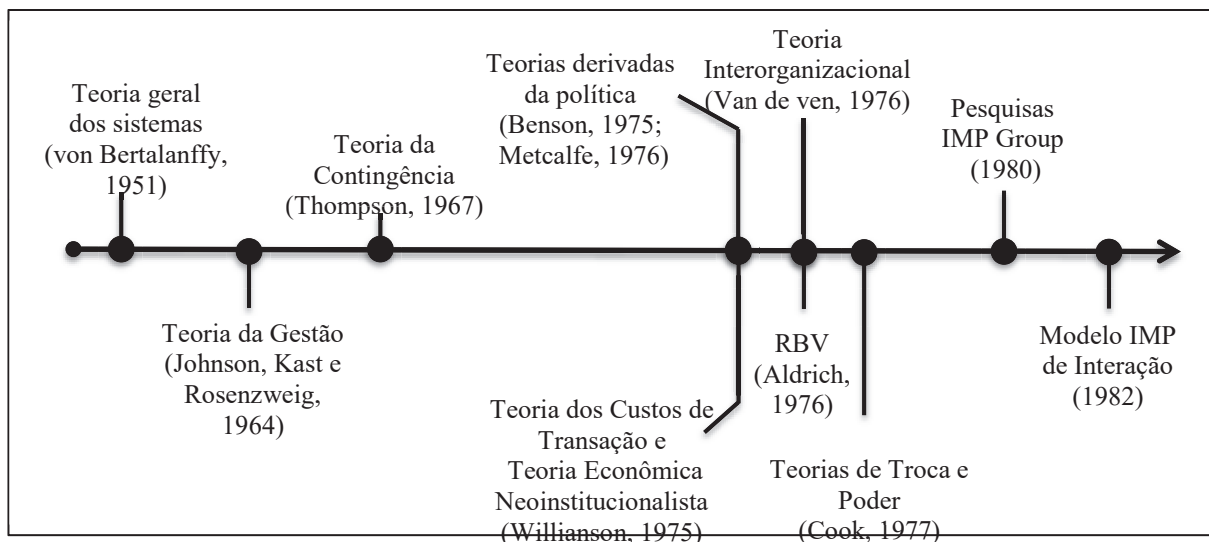 Teoria geral
dos sistemas
(von Bertalanffy,
1951)
Teoria da Gestão
(Johnson, Kast e
Rosenzweig,
1964)
Teoria da
Contingência
(Thompson, 1967)
Teorias derivadas
da política
(Benson, 1975;
Metcalfe, 1976)
Teoria dos Custos de
Transação e
Teoria Econômica
Neoinstitucionalista
(Willianson, 1975)
Teoria
Interorganizacional
(Van de ven, 1976)
RBV
(Aldrich,
1976)
Teorias de Troca e
Poder
(Cook, 1977)
Pesquisas
IMP Group
(1980)
Modelo IMP
de Interação
(1982)